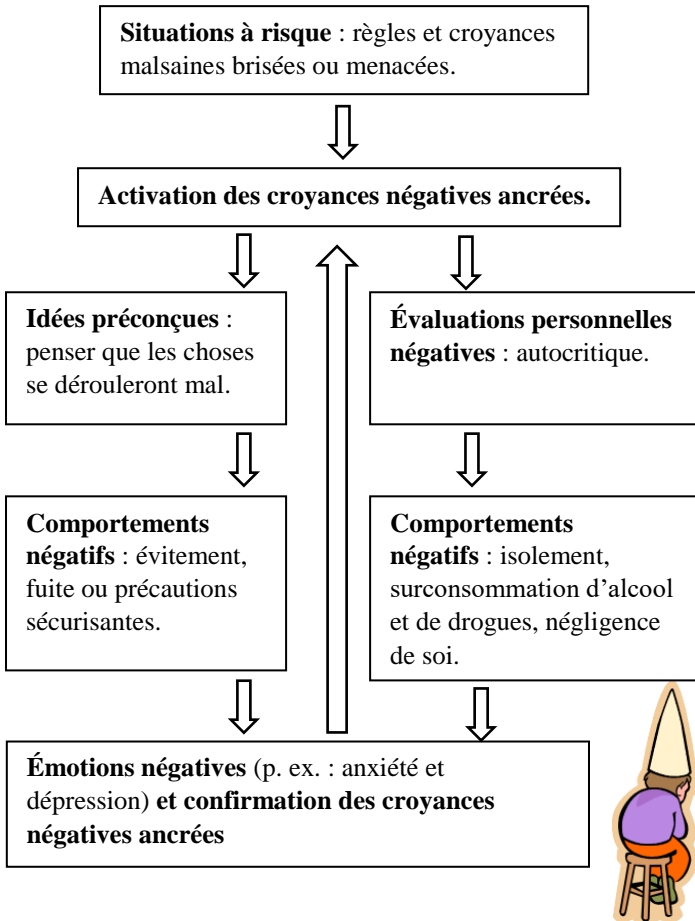 Situations à risque : règles et croyances
malsaines brisées ou menacées.
Activation des croyances négatives ancrées.
Idées préconçues :
penser que les choses
se dérouleront mal.
Évaluations personnelles
négatives : autocritique.
Comportements
négatifs : évitement,
fuite ou précautions
sécurisantes.
Comportements
négatifs : isolement,
surconsommation d’alcool
et de drogues, négligence
de soi.
Émotions négatives (p. ex. : anxiété et
dépression) et confirmation des croyances
négatives ancrées